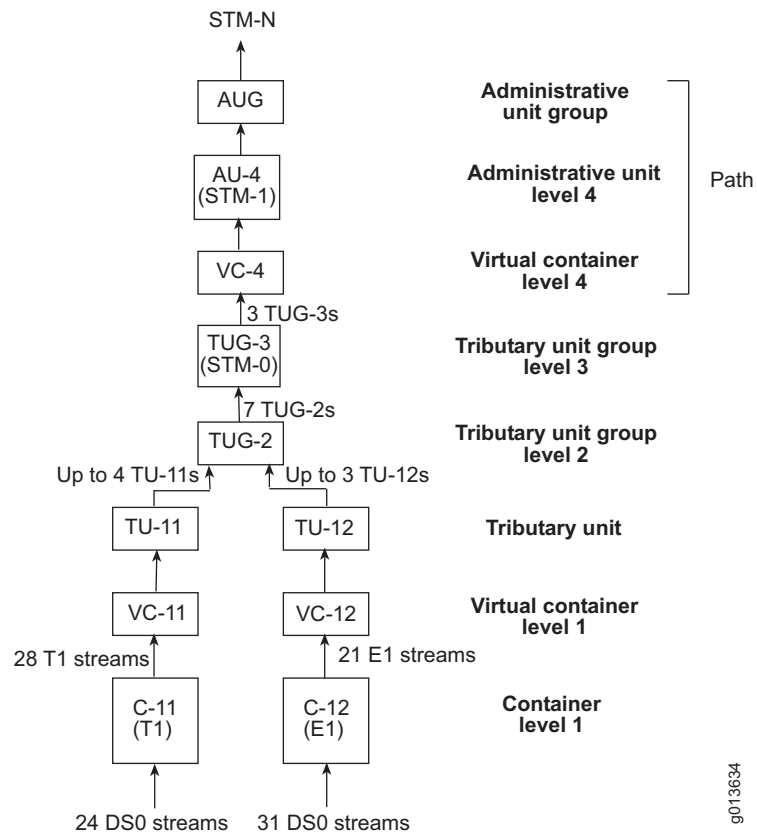 STM-N
AUG
Administrative
unit group
AU-4
(STM-1)
Administrative unit
level 4
Path
VC-4
Virtual container
level 4
3 TUG-3s
TUG-3
(STM-0)
Tributary unit group
level 3
7 TUG-2s
TUG-2
Tributary unit group
level 2
Up to 4 TU-11s
Up to 3 TU-12s
TU-11
TU-12
Tributary unit
VC-11
VC-12
Virtual container
level 1
28 T1 streams
21 E1 streams
C-11
(T1)
C-12
(E1)
Container
level 1
24 DS0 streams
31 DS0 streams
g013634